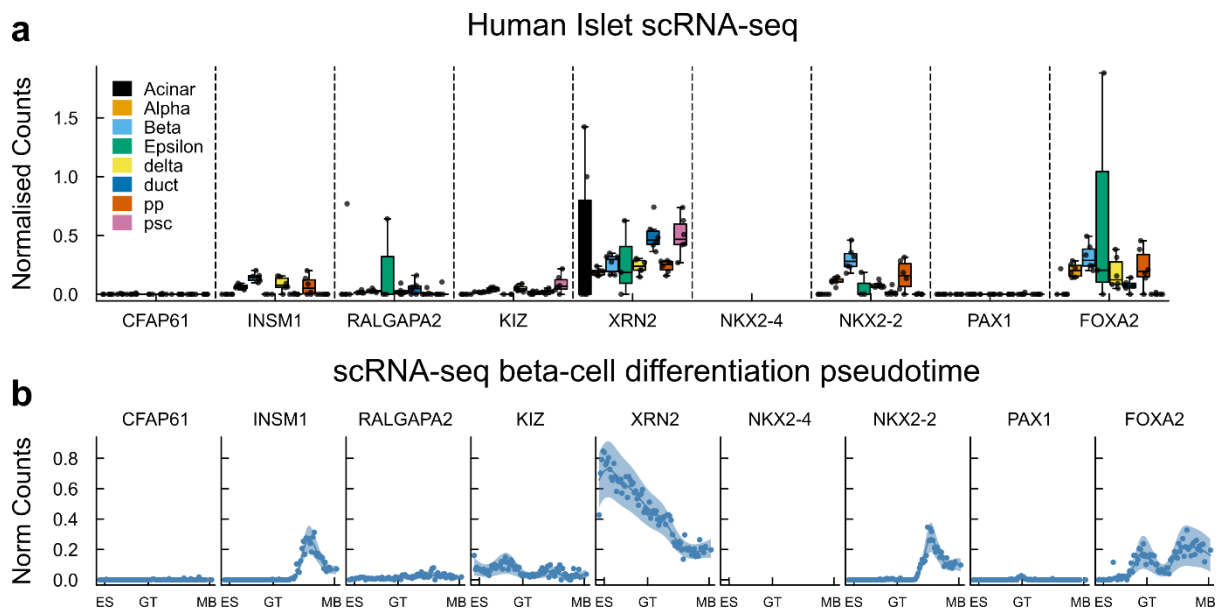 a
Human Islet scRNA-seq
Normalised Counts
1.5
1.0
0.5
0.0
Acinar
Alpha
Beta
Epsilon
delta
duct
pp
psc
CFAP61 INSM1 RALGAPA2 KIZ XRN2 NKX2-4 NKX2-2 PAX1 FOXA2
b
scRNA-seq beta-cell differentiation pseudotime
CFAP61 INSM1 RALGAPA2 KIZ XRN2 NKX2-4 NKX2-2 PAX1 FOXA2
Norm Counts
0.8
0.6
0.4
0.2
0.0
ES GT MB ES GT MB ES GT MB ES GT MB ES GT MB ES GT MB ES GT MB ES GT MB ES GT MB